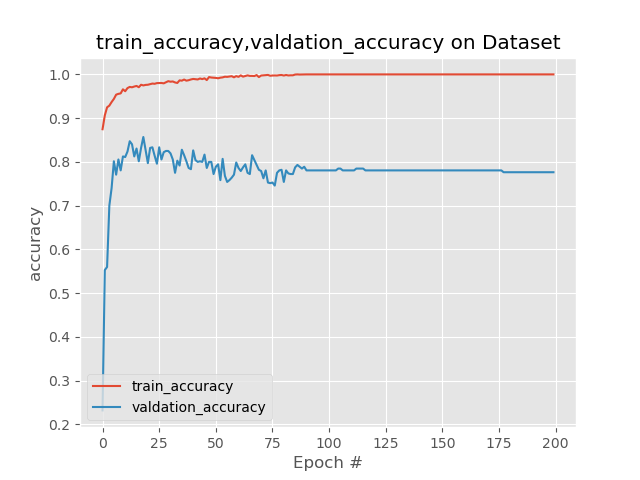 train_accuracy,valdation_accuracy on Dataset
1.0
0.9
0.8
0.7
0.6
0.5
0.4
0.3
0.2
accuracy
train_accuracy
valdation_accuracy
0 25 50 75 100 125 150 175 200
Epoch #